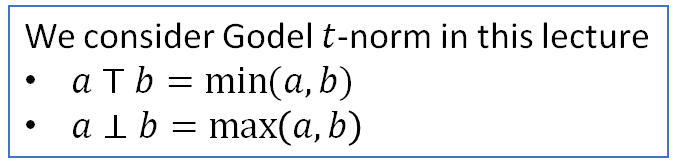 We consider Godel t-norm in this lecture
• a ⊤ b = min(a, b)
• a ⊥ b = max(a, b)